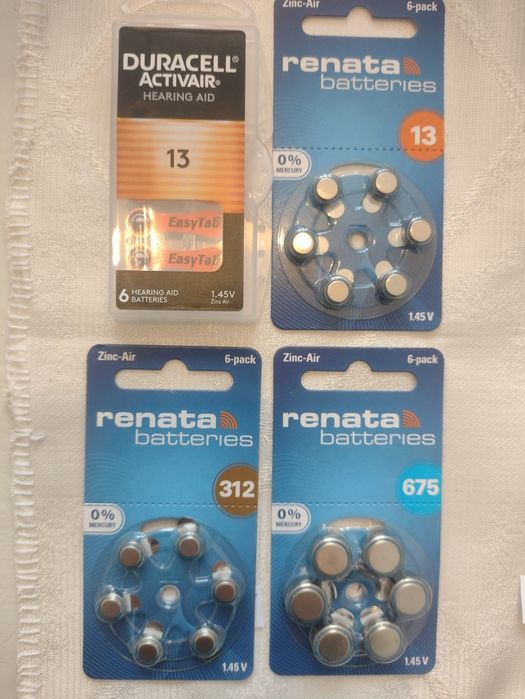 DURACELL®
ACTIVAIR®
HEARING AID
13
EasyTab
EasyTab
6 HEARING AID
BATTERIES
1.45V
Zinc Air
Zinc-Air
6-pack
renata
batteries
13
0%
MERCURY
1.45 V
Zinc-Air
6-pack
renata
batteries
312
0%
MERCURY
1.45 V
Zinc-Air
6-pack
renata
batteries
675
0%
MERCURY
1.45 V